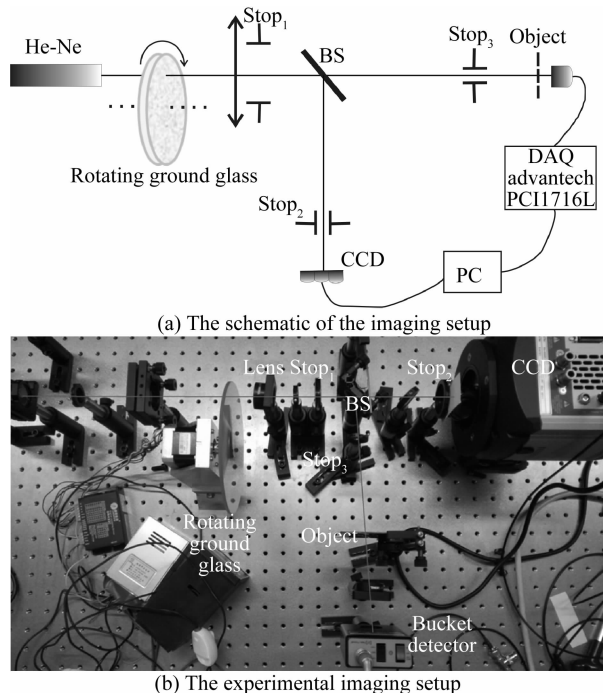 He-Ne
Stop1
BS
Stop3
Object
Rotating ground glass
DAQ
advantech
PCI1716L
Stop2
CCD
PC
(a) The schematic of the imaging setup
Lens Stop1
Stop2
CCD
BS
Stop3
Rotating
ground
glass
Object
Bucket
detector
(b) The experimental imaging setup